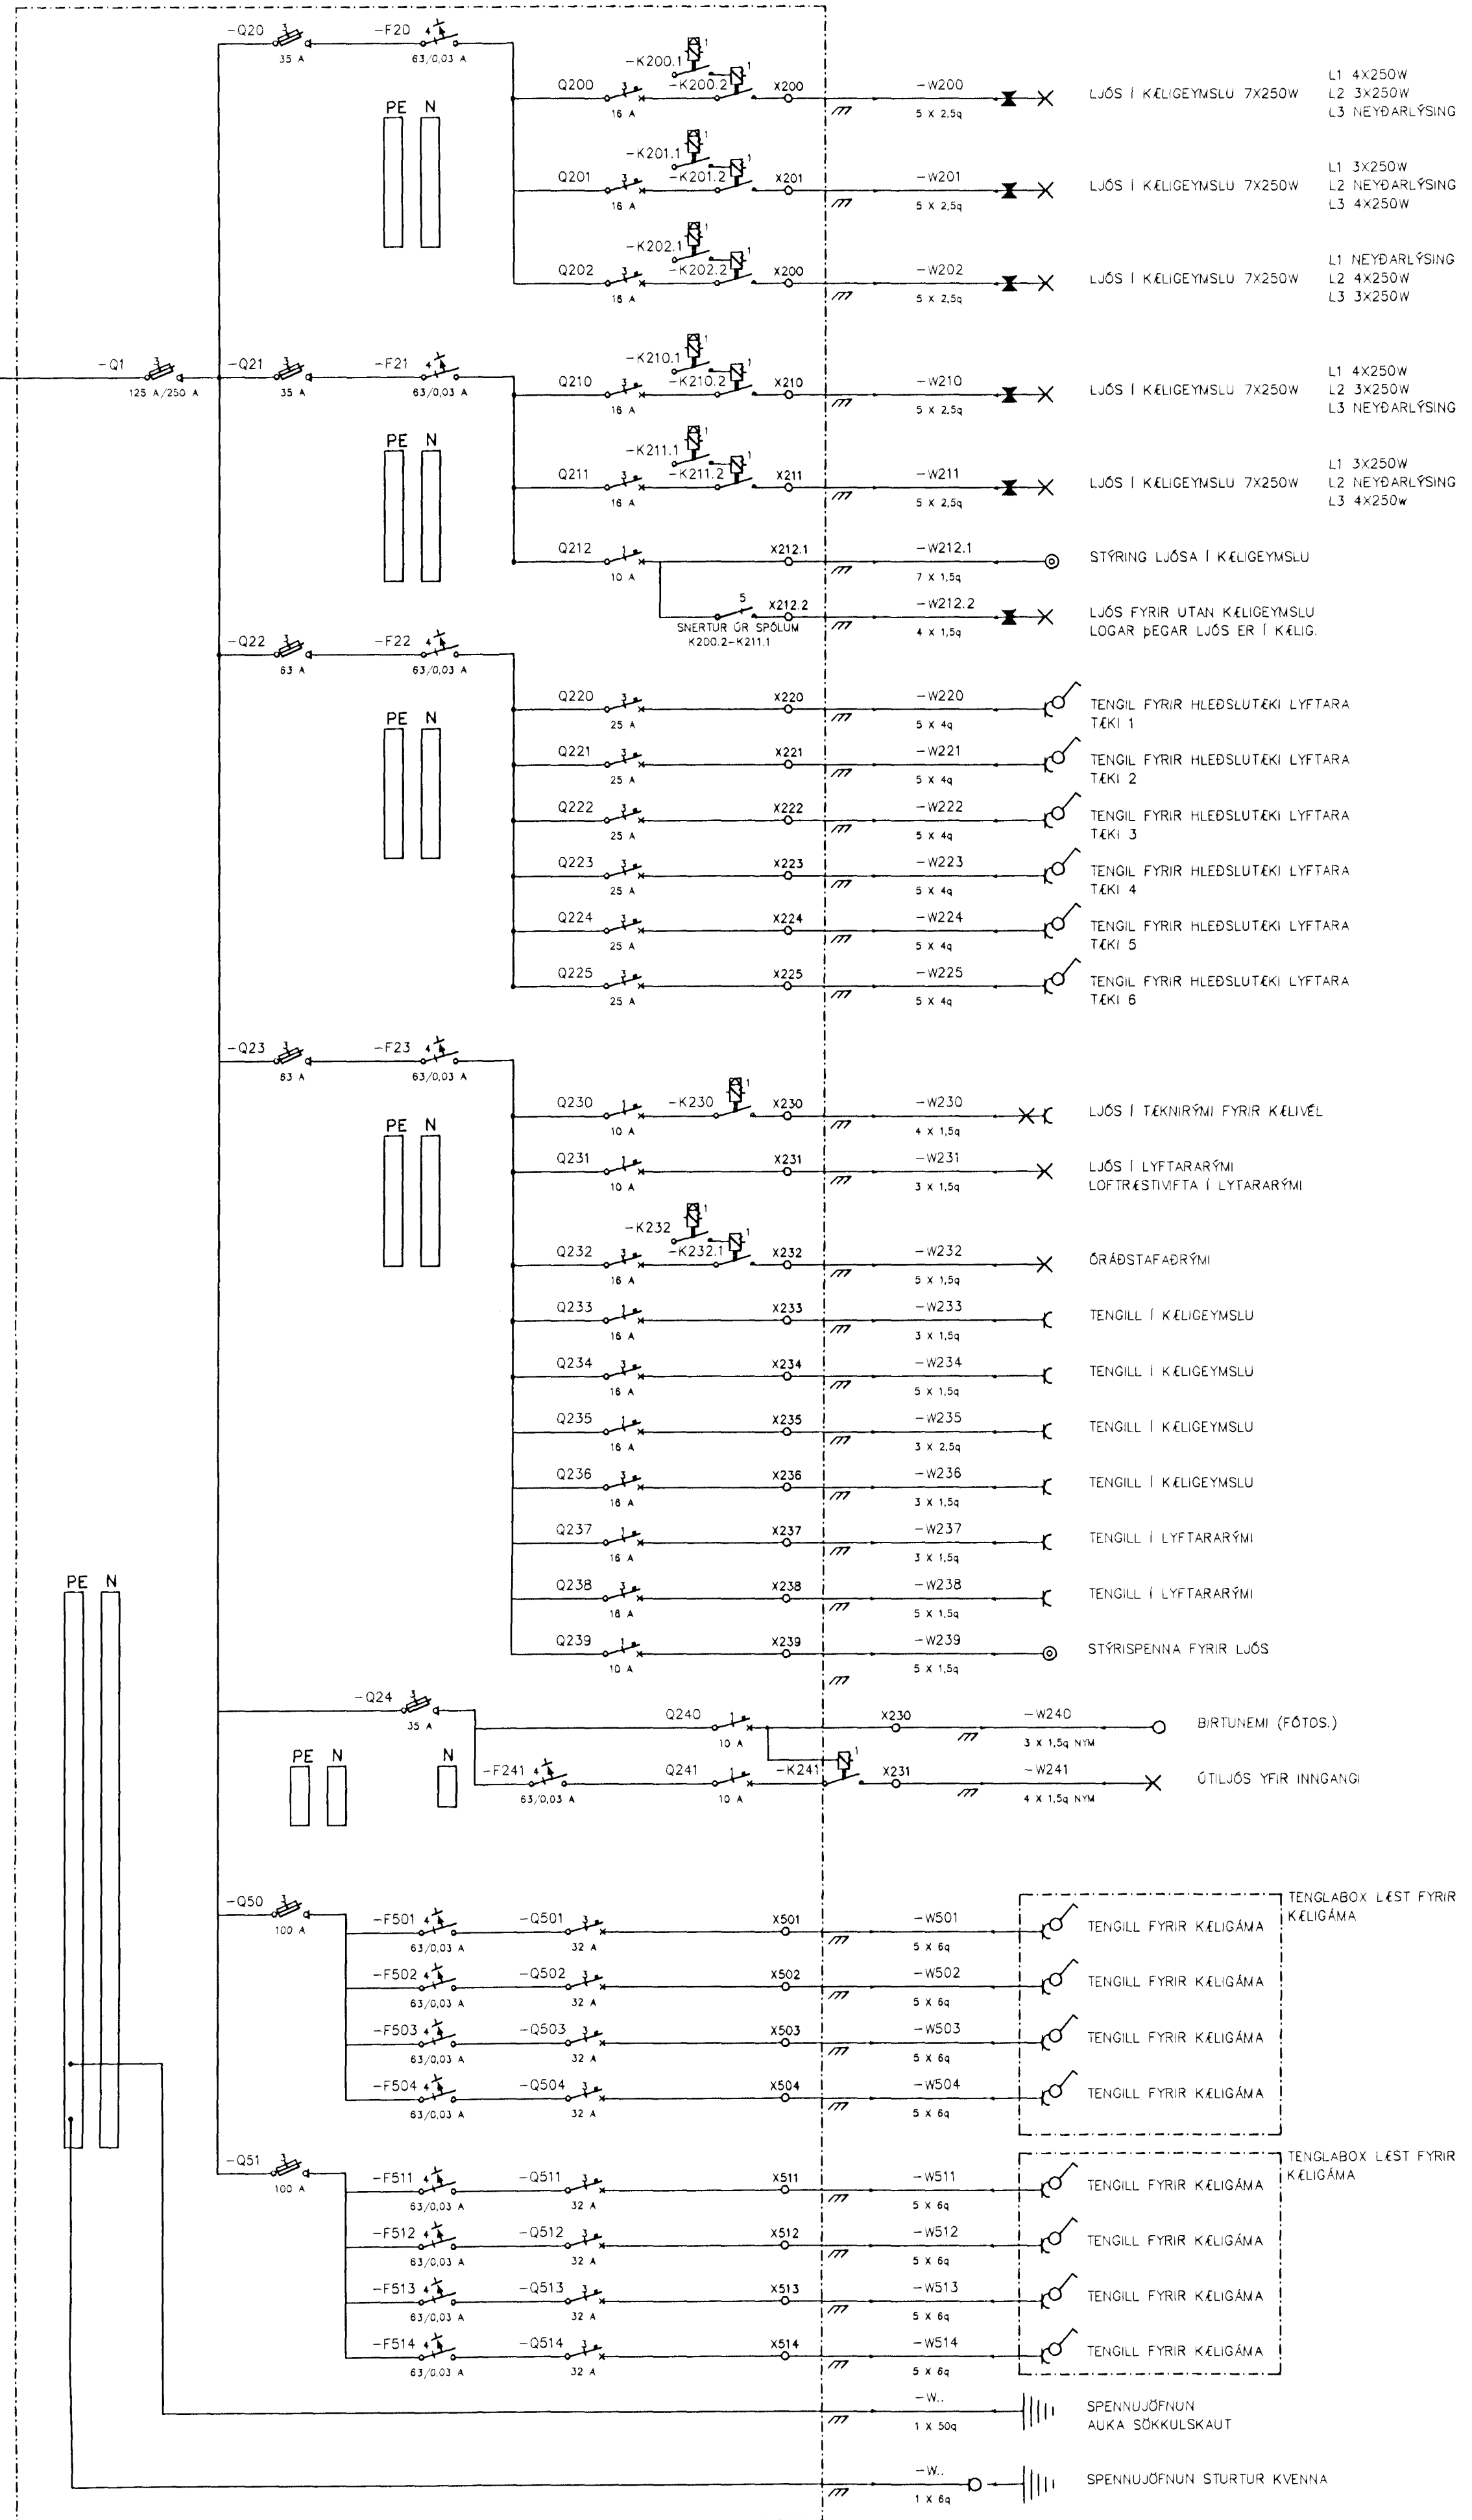 -Q20
35 A
-F20
63/0,03 A
PE N
Q200
16 A
-K200.1
-K200.2
X200
-W200
5 X 2,5q
LJÓS Í KÆLIGEYMSLU 7X250W
L1 4X250W
L2 3X250W
L3 NEYÐARLÝSING
Q201
16 A
-K201.1
-K201.2
X201
-W201
5 X 2,5q
LJÓS Í KÆLIGEYMSLU 7X250W
L1 3X250W
L2 NEYÐARLÝSING
L3 4X250W
Q202
16 A
-K202.1
-K202.2
X200
-W202
5 X 2,5q
LJÓS Í KÆLIGEYMSLU 7X250W
L1 NEYÐARLÝSING
L2 4X250W
L3 3X250W
-Q1
125 A/250 A
-Q21
35 A
-F21
63/0,03 A
PE N
Q210
16 A
-K210.1
-K210.2
X210
-W210
5 X 2,5q
LJÓS Í KÆLIGEYMSLU 7X250W
L1 4X250W
L2 3X250W
L3 NEYÐARLÝSING
Q211
16 A
-K211.1
-K211.2
X211
-W211
5 X 2,5q
LJÓS Í KÆLIGEYMSLU 7X250W
L1 3X250W
L2 NEYÐARLÝSING
L3 4X250w
Q212
10 A
X212.1
-W212.1
7 X 1,5q
STÝRING LJÓSA Í KÆLIGEYMSLU
5
SNERTUR ÚR SPÓLUM
K200.2-K211.1
X212.2
-W212.2
4 X 1,5q
LJÓS FYRIR UTAN KÆLIGEYMSLU
LOGAR ÞEGAR LJÓS ER Í KÆLIG.
-Q22
63 A
-F22
63/0,03 A
PE N
Q220
25 A
X220
-W220
5 X 4q
TENGIL FYRIR HLEÐSLUTÆKI LYFTARA
TÆKI 1
Q221
25 A
X221
-W221
5 X 4q
TENGIL FYRIR HLEÐSLUTÆKI LYFTARA
TÆKI 2
Q222
25 A
X222
-W222
5 X 4q
TENGIL FYRIR HLEÐSLUTÆKI LYFTARA
TÆKI 3
Q223
25 A
X223
-W223
5 X 4q
TENGIL FYRIR HLEÐSLUTÆKI LYFTARA
TÆKI 4
Q224
25 A
X224
-W224
5 X 4q
TENGIL FYRIR HLEÐSLUTÆKI LYFTARA
TÆKI 5
Q225
25 A
X225
-W225
5 X 4q
TENGIL FYRIR HLEÐSLUTÆKI LYFTARA
TÆKI 6
-Q23
63 A
-F23
63/0,03 A
PE N
Q230
10 A
-K230
X230
-W230
4 X 1,5q
LJÓS Í TÆKNIRÝMI FYRIR KÆLIVÉL
Q231
10 A
X231
-W231
3 X 1,5q
LJÓS Í LYFTARARÝMI
LOFTRÆSTIVIFTA Í LYTARARÝMI
Q232
16 A
-K232
-K232.1
X232
-W232
5 X 1,5q
ÓRÁÐSTAFAÐRÝMI
Q233
16 A
X233
-W233
3 X 1,5q
TENGILL Í KÆLIGEYMSLU
Q234
16 A
X234
-W234
5 X 1,5q
TENGILL Í KÆLIGEYMSLU
Q235
16 A
X235
-W235
3 X 2,5q
TENGILL Í KÆLIGEYMSLU
Q236
16 A
X236
-W236
3 X 1,5q
TENGILL Í KÆLIGEYMSLU
Q237
16 A
X237
-W237
3 X 1,5q
TENGILL Í LYFTARARÝMI
Q238
16 A
X238
-W238
5 X 1,5q
TENGILL Í LYFTARARÝMI
Q239
10 A
X239
-W239
5 X 1,5q
STÝRISPENNA FYRIR LJÓS
PE N
-Q24
35 A
PE N N
Q240
10 A
X230
-W240
3 X 1,5q NYM
BIRTUNEMI (FÓTOS.)
-F241
63/0,03 A
Q241
10 A
-K241
X231
-W241
4 X 1,5q NYM
ÚTILJÓS YFIR INNGANGI
-Q50
100 A
TENGLABOX LÆST FYRIR
KÆLIGÁMA
-F501
63/0,03 A
-Q501
32 A
X501
-W501
5 X 6q
TENGILL FYRIR KÆLIGÁMA
-F502
63/0,03 A
-Q502
32 A
X502
-W502
5 X 6q
TENGILL FYRIR KÆLIGÁMA
-F503
63/0,03 A
-Q503
32 A
X503
-W503
5 X 6q
TENGILL FYRIR KÆLIGÁMA
-F504
63/0,03 A
-Q504
32 A
X504
-W504
5 X 6q
TENGILL FYRIR KÆLIGÁMA
-Q51
100 A
TENGLABOX LÆST FYRIR
KÆLIGÁMA
-F511
63/0,03 A
-Q511
32 A
X511
-W511
5 X 6q
TENGILL FYRIR KÆLIGÁMA
-F512
63/0,03 A
-Q512
32 A
X512
-W512
5 X 6q
TENGILL FYRIR KÆLIGÁMA
-F513
63/0,03 A
-Q513
32 A
X513
-W513
5 X 6q
TENGILL FYRIR KÆLIGÁMA
-F514
63/0,03 A
-Q514
32 A
X514
-W514
5 X 6q
TENGILL FYRIR KÆLIGÁMA
-W..
1 X 50q
SPENNUJÖFNUN
AUKA SÖKKULSKAUT
-W..
1 X 6q
SPENNUJÖFNUN STURTUR KVENNA